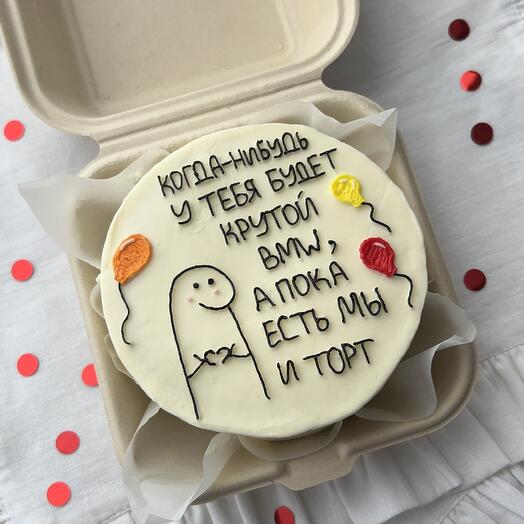 КОГДА-НИБУДЬ
У ТЕБЯ БУДЕТ
КРУТОЙ
BMW,
А ПОКА
ЕСТЬ МЫ
И ТОРТ